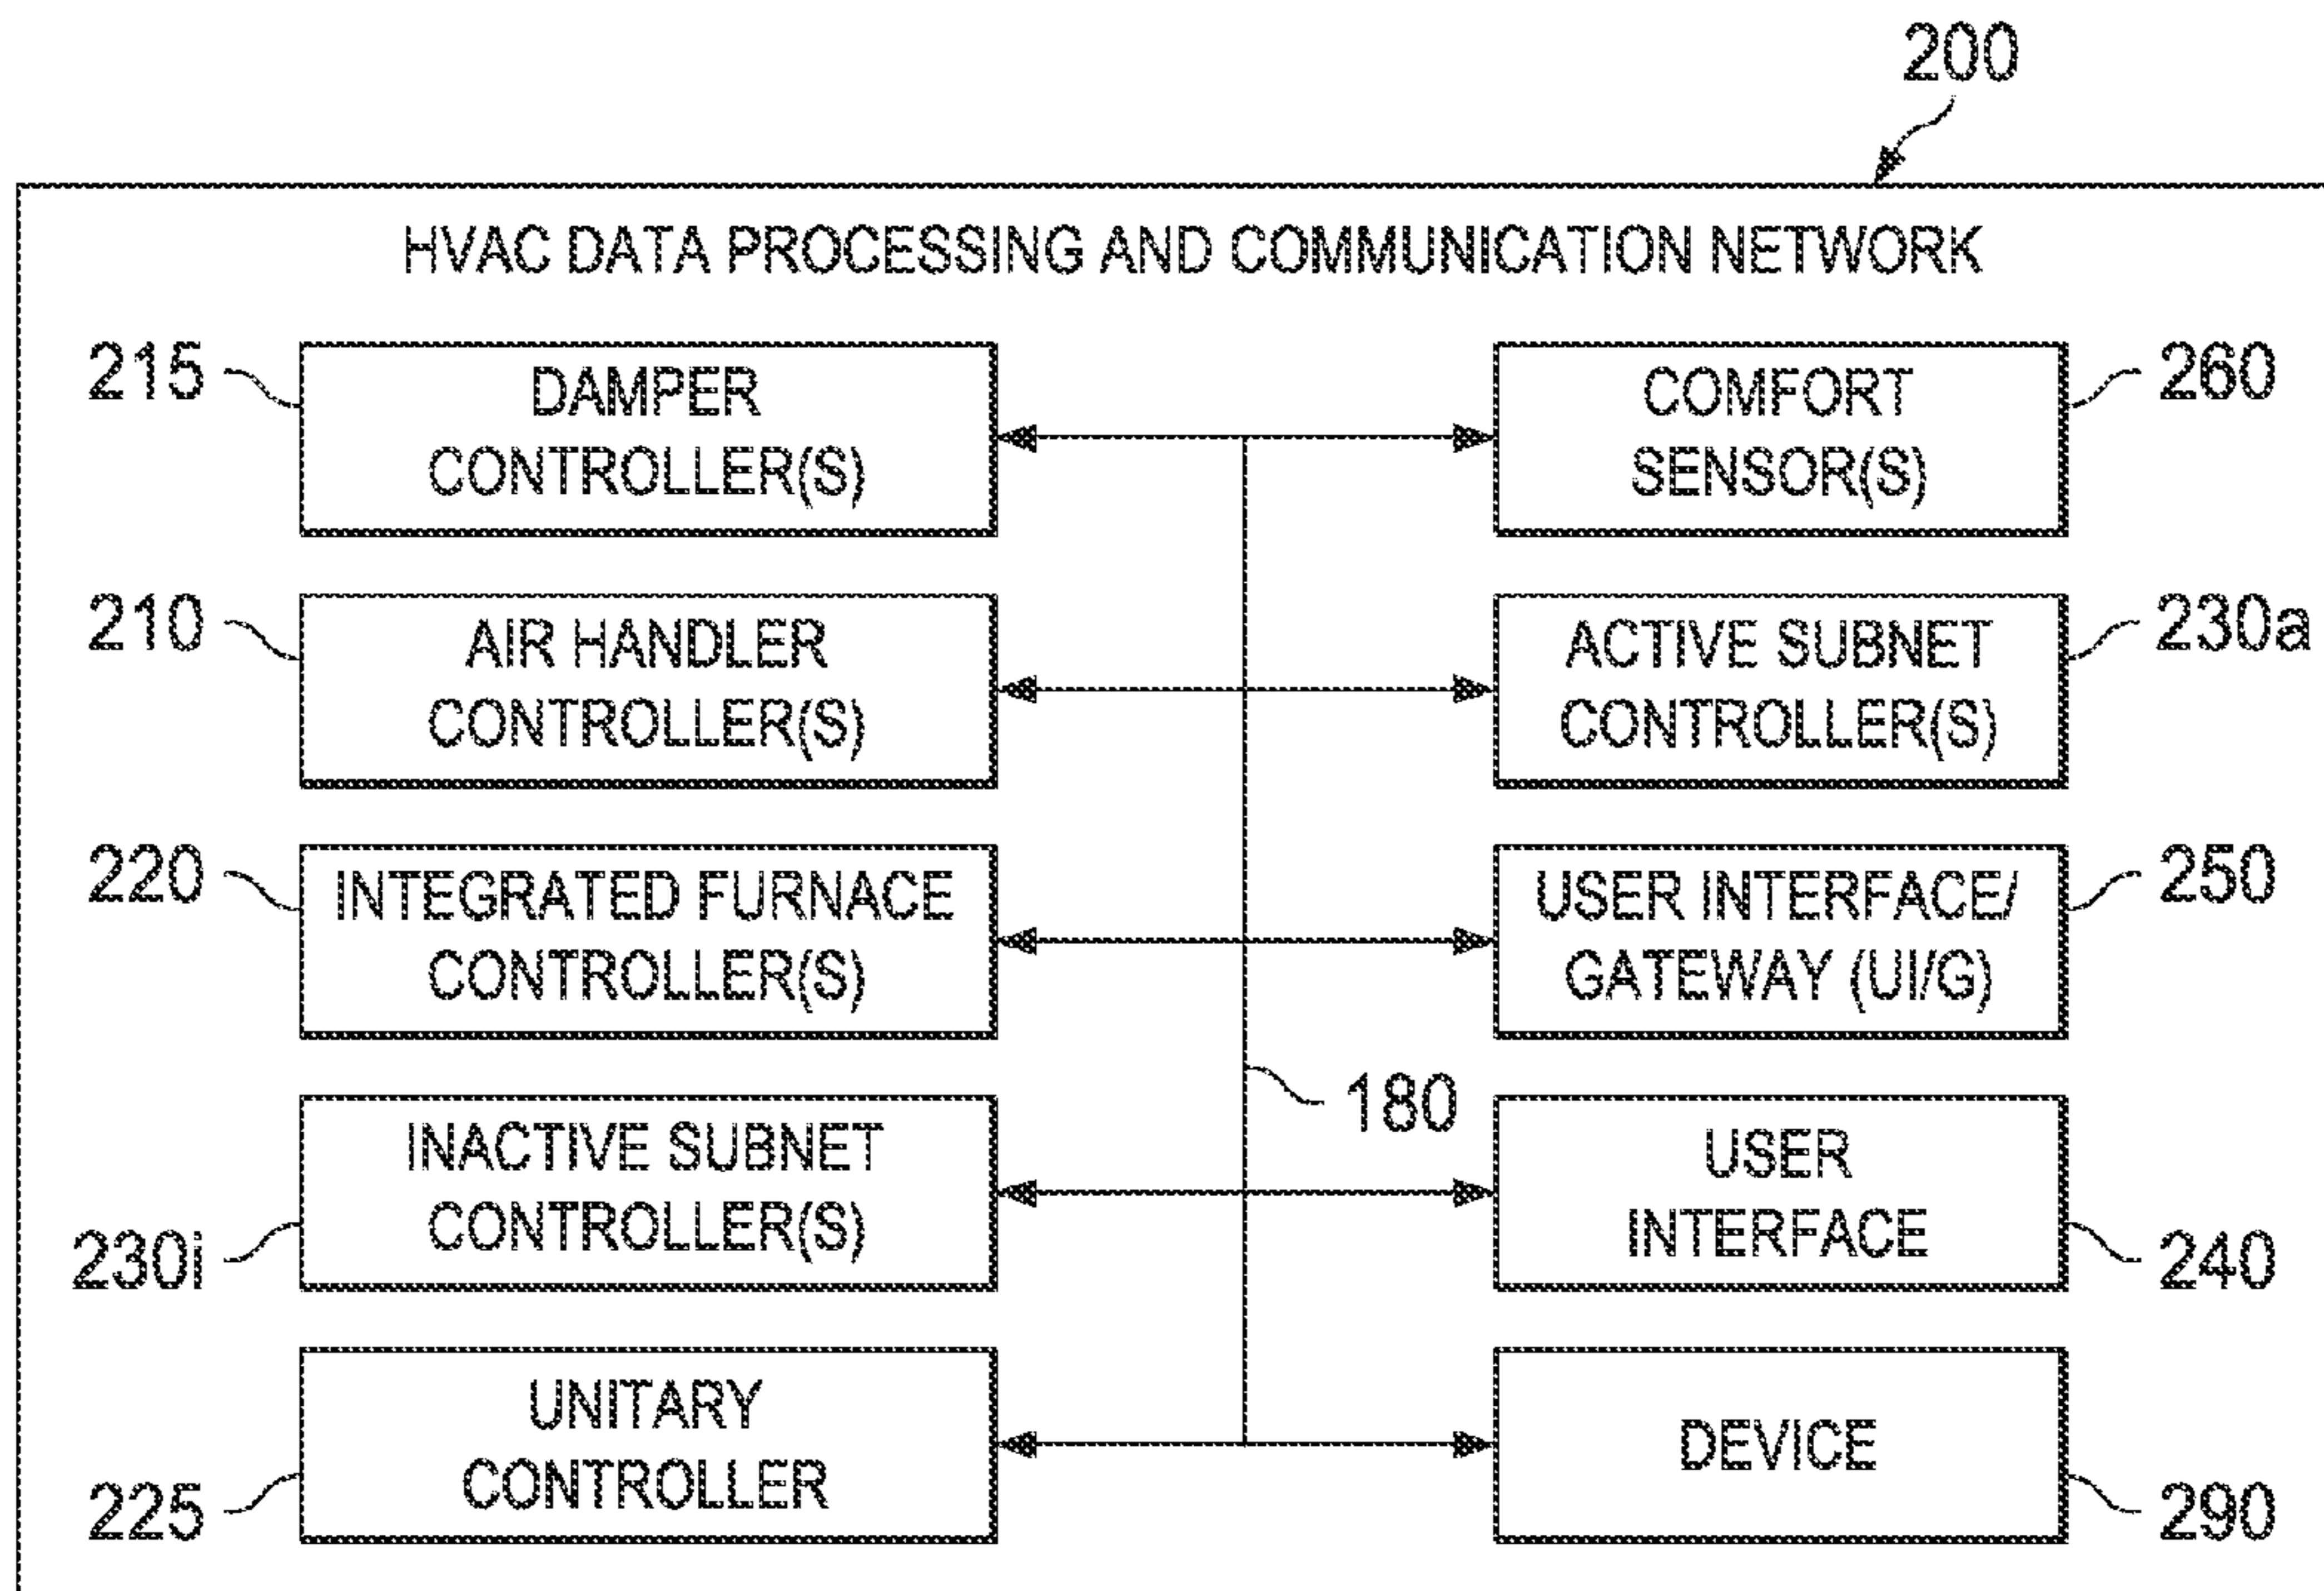 200
HVAC DATA PROCESSING AND COMMUNICATION NETWORK
215
DAMPER
CONTROLLER(S)
COMFORT
SENSOR(S)
260
210
AIR HANDLER
CONTROLLER(S)
ACTIVE SUBNET
CONTROLLER(S)
230a
220
INTEGRATED FURNACE
CONTROLLER(S)
USER INTERFACE/
GATEWAY (UI/G)
250
180
230i
INACTIVE SUBNET
CONTROLLER(S)
USER
INTERFACE
240
225
UNITARY
CONTROLLER
DEVICE
290